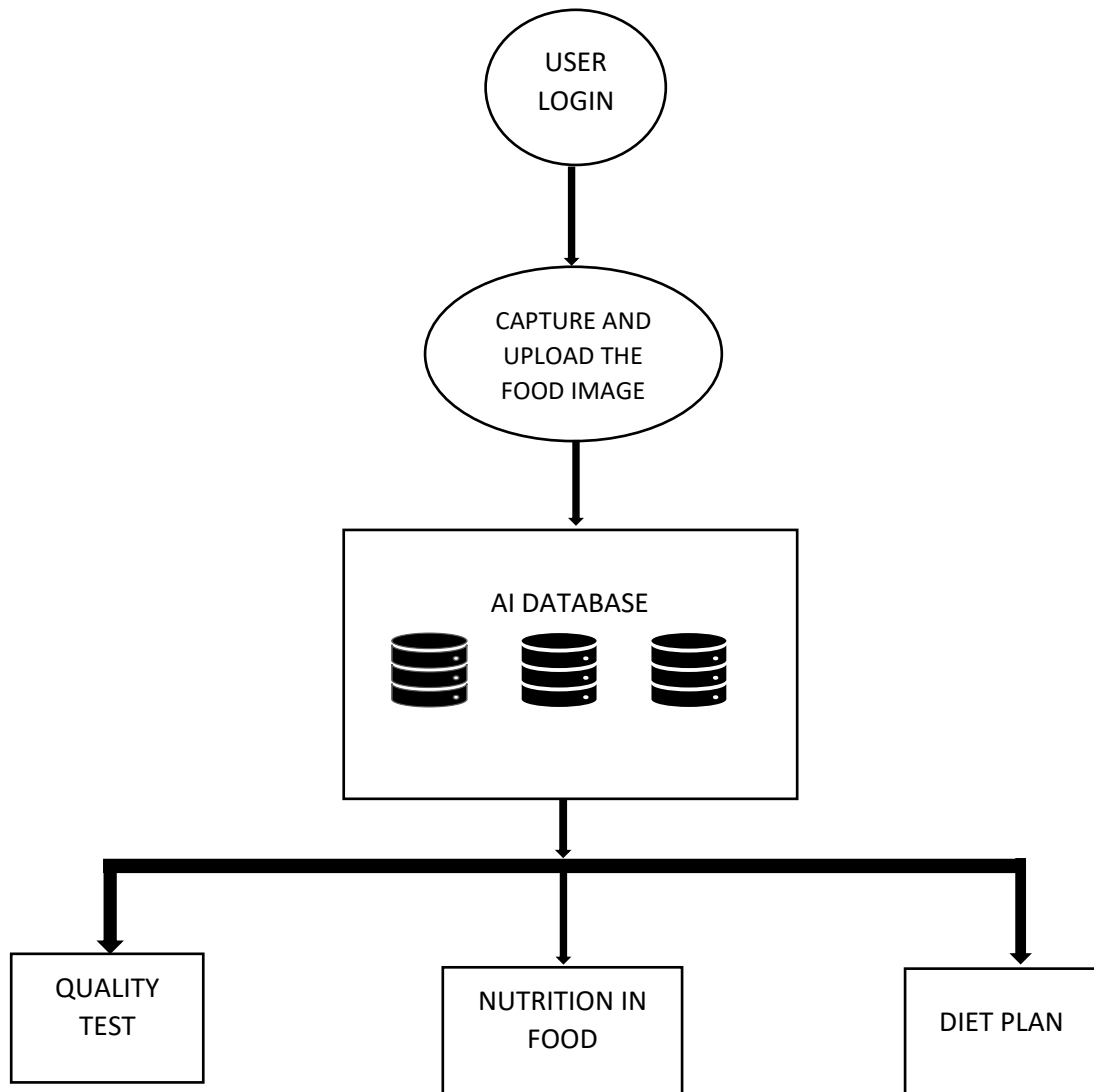 USER
LOGIN
CAPTURE AND
UPLOAD THE
FOOD IMAGE
AI DATABASE
QUALITY
TEST
NUTRITION IN
FOOD
DIET PLAN